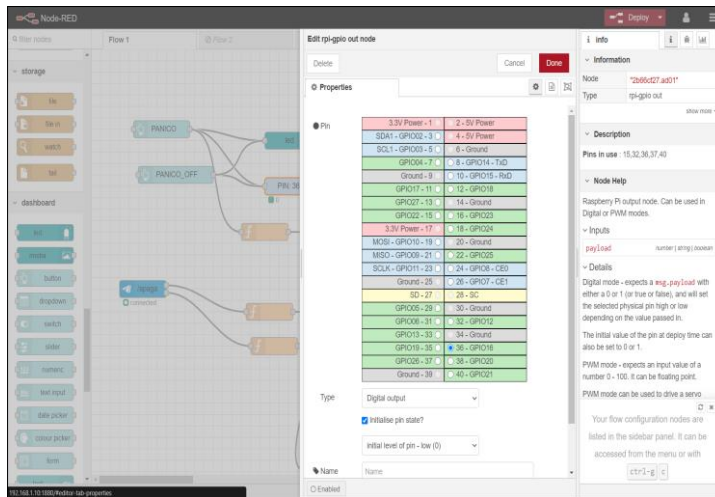 Node-RED
Deploy
filter nodes
Flow 1
Flow 2
storage
file
file in
watch
tail
dashboard
text
button
dropdown
switch
slider
numeric
text input
date picker
colour picker
form
PANICO
PANICO_OFF
PIN_36
connected
Edit rpi-gpio out node
Delete
Cancel
Done
Properties
Pin
3.3V Power - 1
2 - 5V Power
SDA1 - GPIO02 - 3
4 - 5V Power
SCL1 - GPIO03 - 5
6 - Ground
GPIO04 - 7
8 - GPIO14 - TxD
Ground - 9
10 - GPIO15 - RxD
GPIO17 - 11
12 - GPIO18
GPIO27 - 13
14 - Ground
GPIO22 - 15
16 - GPIO23
3.3V Power - 17
18 - GPIO24
MOSI - GPIO10 - 19
20 - Ground
MISO - GPIO09 - 21
22 - GPIO25
SCLK - GPIO11 - 23
24 - GPIO8 - CE0
Ground - 25
26 - GPIO7 - CE1
SD - 27
28 - SC
GPIO05 - 29
30 - Ground
GPIO06 - 31
32 - GPIO12
GPIO13 - 33
34 - Ground
GPIO19 - 35
36 - GPIO16
GPIO26 - 37
38 - GPIO20
Ground - 39
40 - GPIO21
Type
Digital output
Initialise pin state?
initial level of pin - low (0)
Name
Name
Enabled
192.168.1.10:1880/#editor-tab-properties
info
i
Information
Node
"2b66cf27.ad01"
Type
rpi-gpio out
show more
Description
Pins in use : 15,32,36,37,40
Node Help
Raspberry Pi output node. Can be used in
Digital or PWM modes.
Inputs
payload
number | string | boolean
Details
Digital mode - expects a msg.payload with
either a 0 or 1 (or true or false), and will set
the selected physical pin high or low
depending on the value passed in.
The initial value of the pin at deploy time can
also be set to 0 or 1.
PWM mode - expects an input value of a
number 0 - 100. It can be floating point.
PWM mode can be used to drive a servo
Your flow configuration nodes are
listed in the sidebar panel. It can be
accessed from the menu or with
ctrl-g c